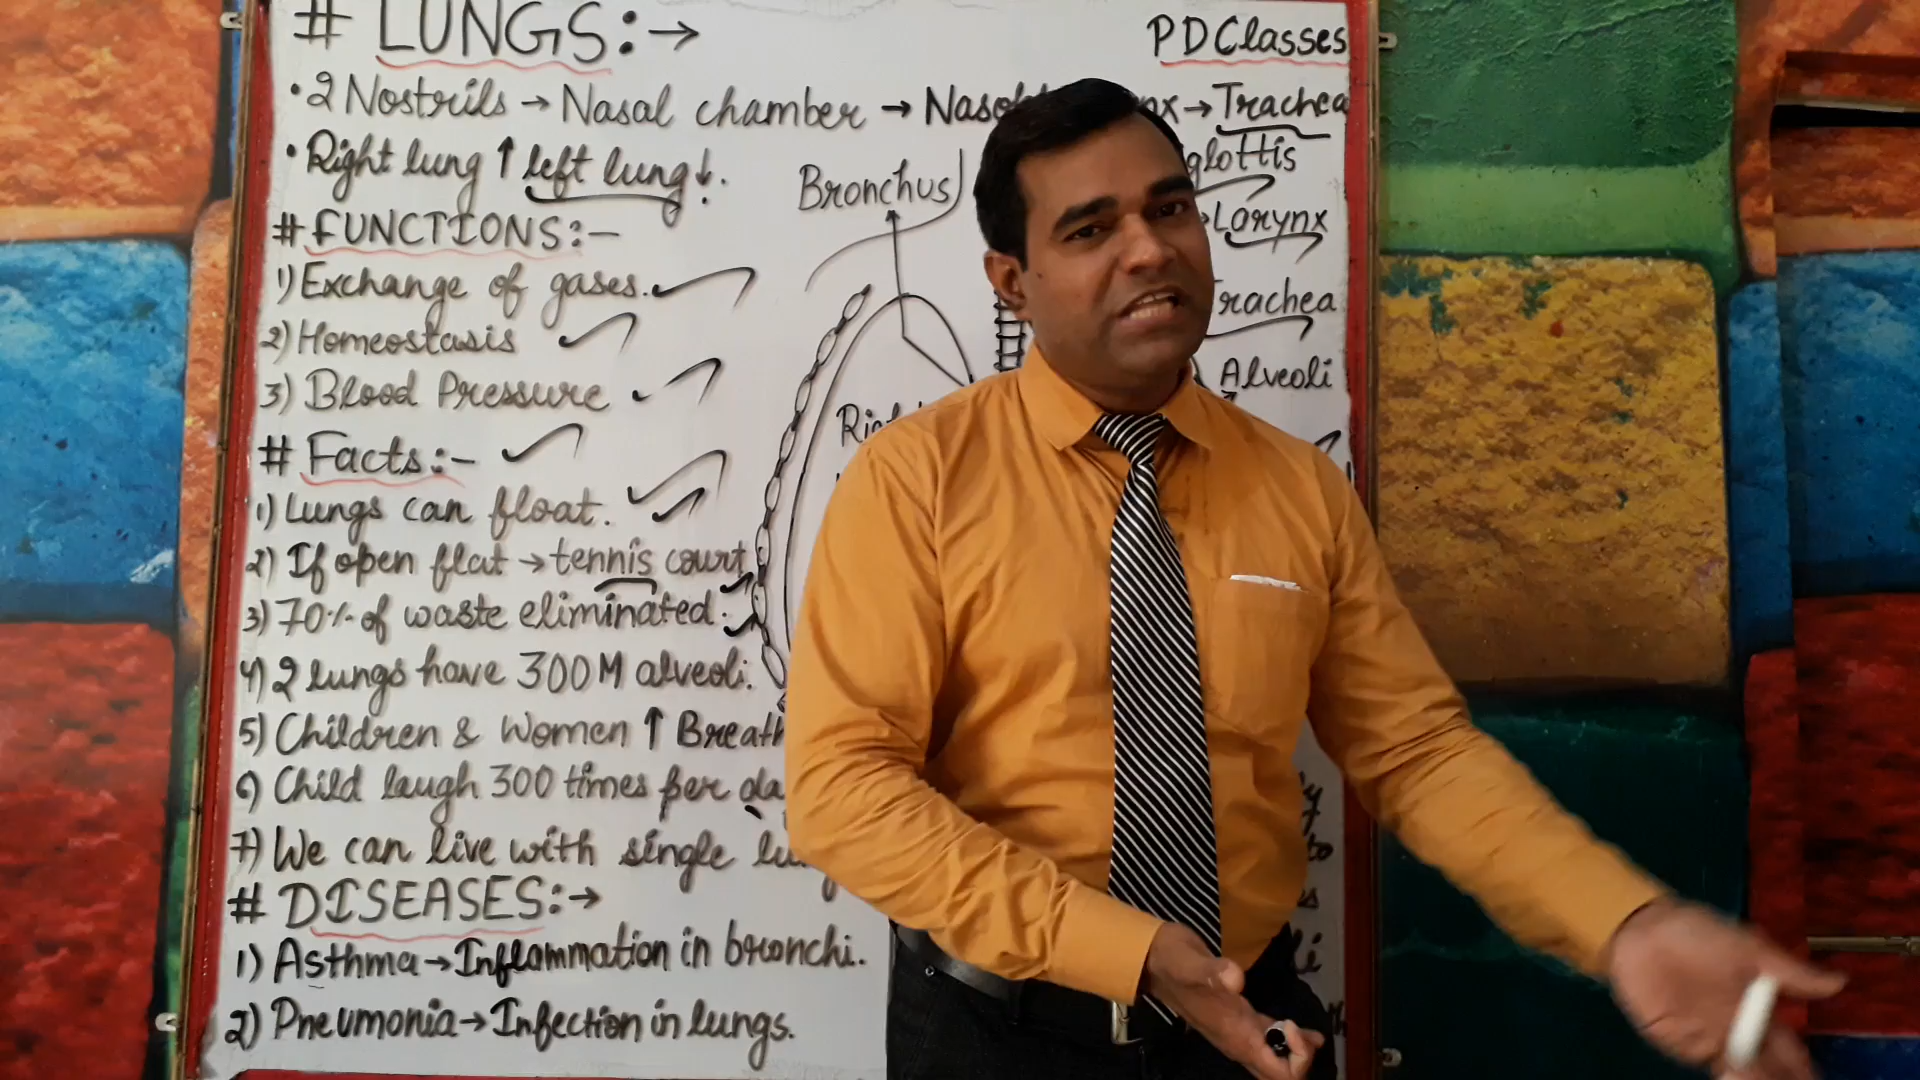 # LUNGS:→
PD Classes
• 2 Nostrils → Nasal chamber → → Trachea
• Right lung ↑ left lung ↓.
Bronchus
glottis
Larynx
Trachea
Alveoli
# FUNCTIONS:-
1) Exchange of gases.
2) Homeostasis
3) Blood Pressure
# Facts:-
1) Lungs can float.
2) If open flat → tennis court
3) 70% of waste eliminated.
4) 2 lungs have 300M alveoli.
5) Children & Women ↑ Breath
6) Child laugh 300 times per da
7) We can live with single
# DISEASES:→
1) Asthma → Inflammation in bronchi.
2) Pneumonia → Infection in lungs.